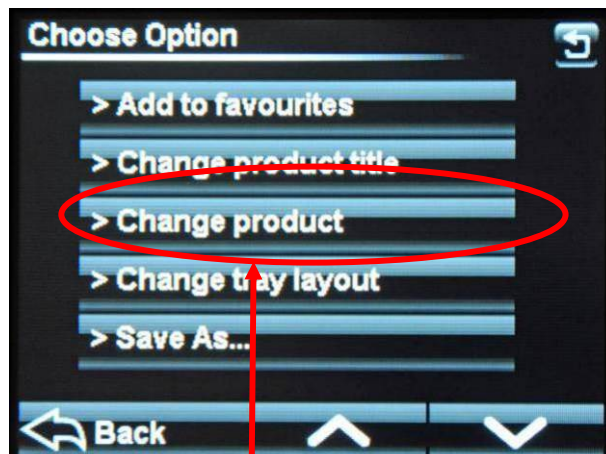 Choose Option
> Add to favourites
> Change product title
> Change product
> Change tray layout
> Save As...
Back